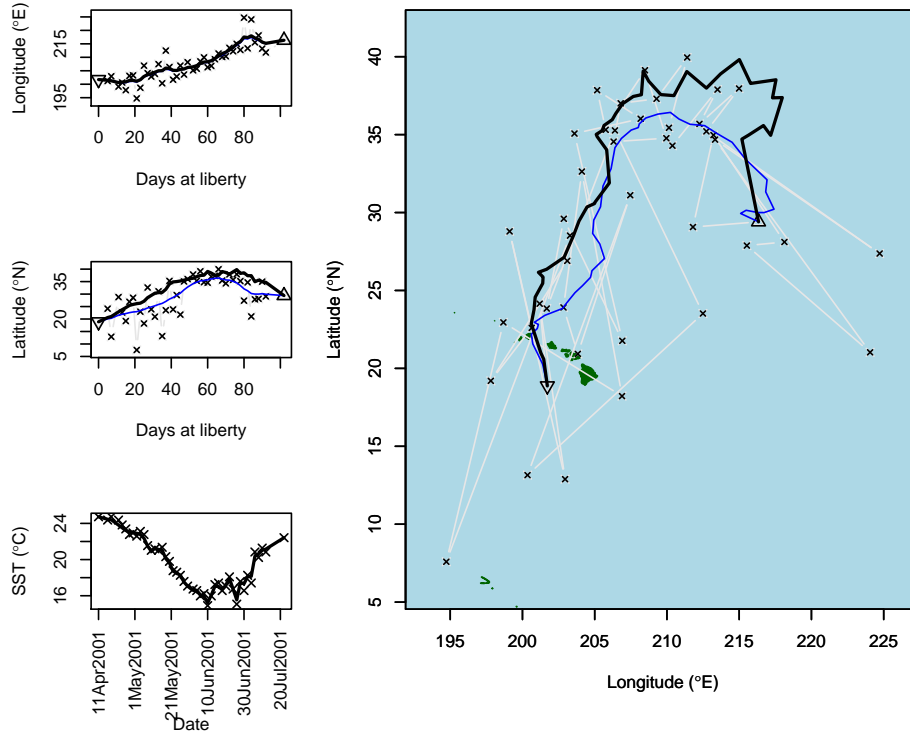 Longitude (°E)
195
215
0
20
40
60
80
100
Days at liberty
Latitude (°N)
5
20
35
0
20
40
60
80
100
Days at liberty
SST (°C)
16
20
24
11Apr2001
1May2001
21May2001
10Jun2001
30Jun2001
20Jul2001
Date
Latitude (°N)
40
35
30
25
20
15
10
5
195
200
205
210
215
220
225
Longitude (°E)